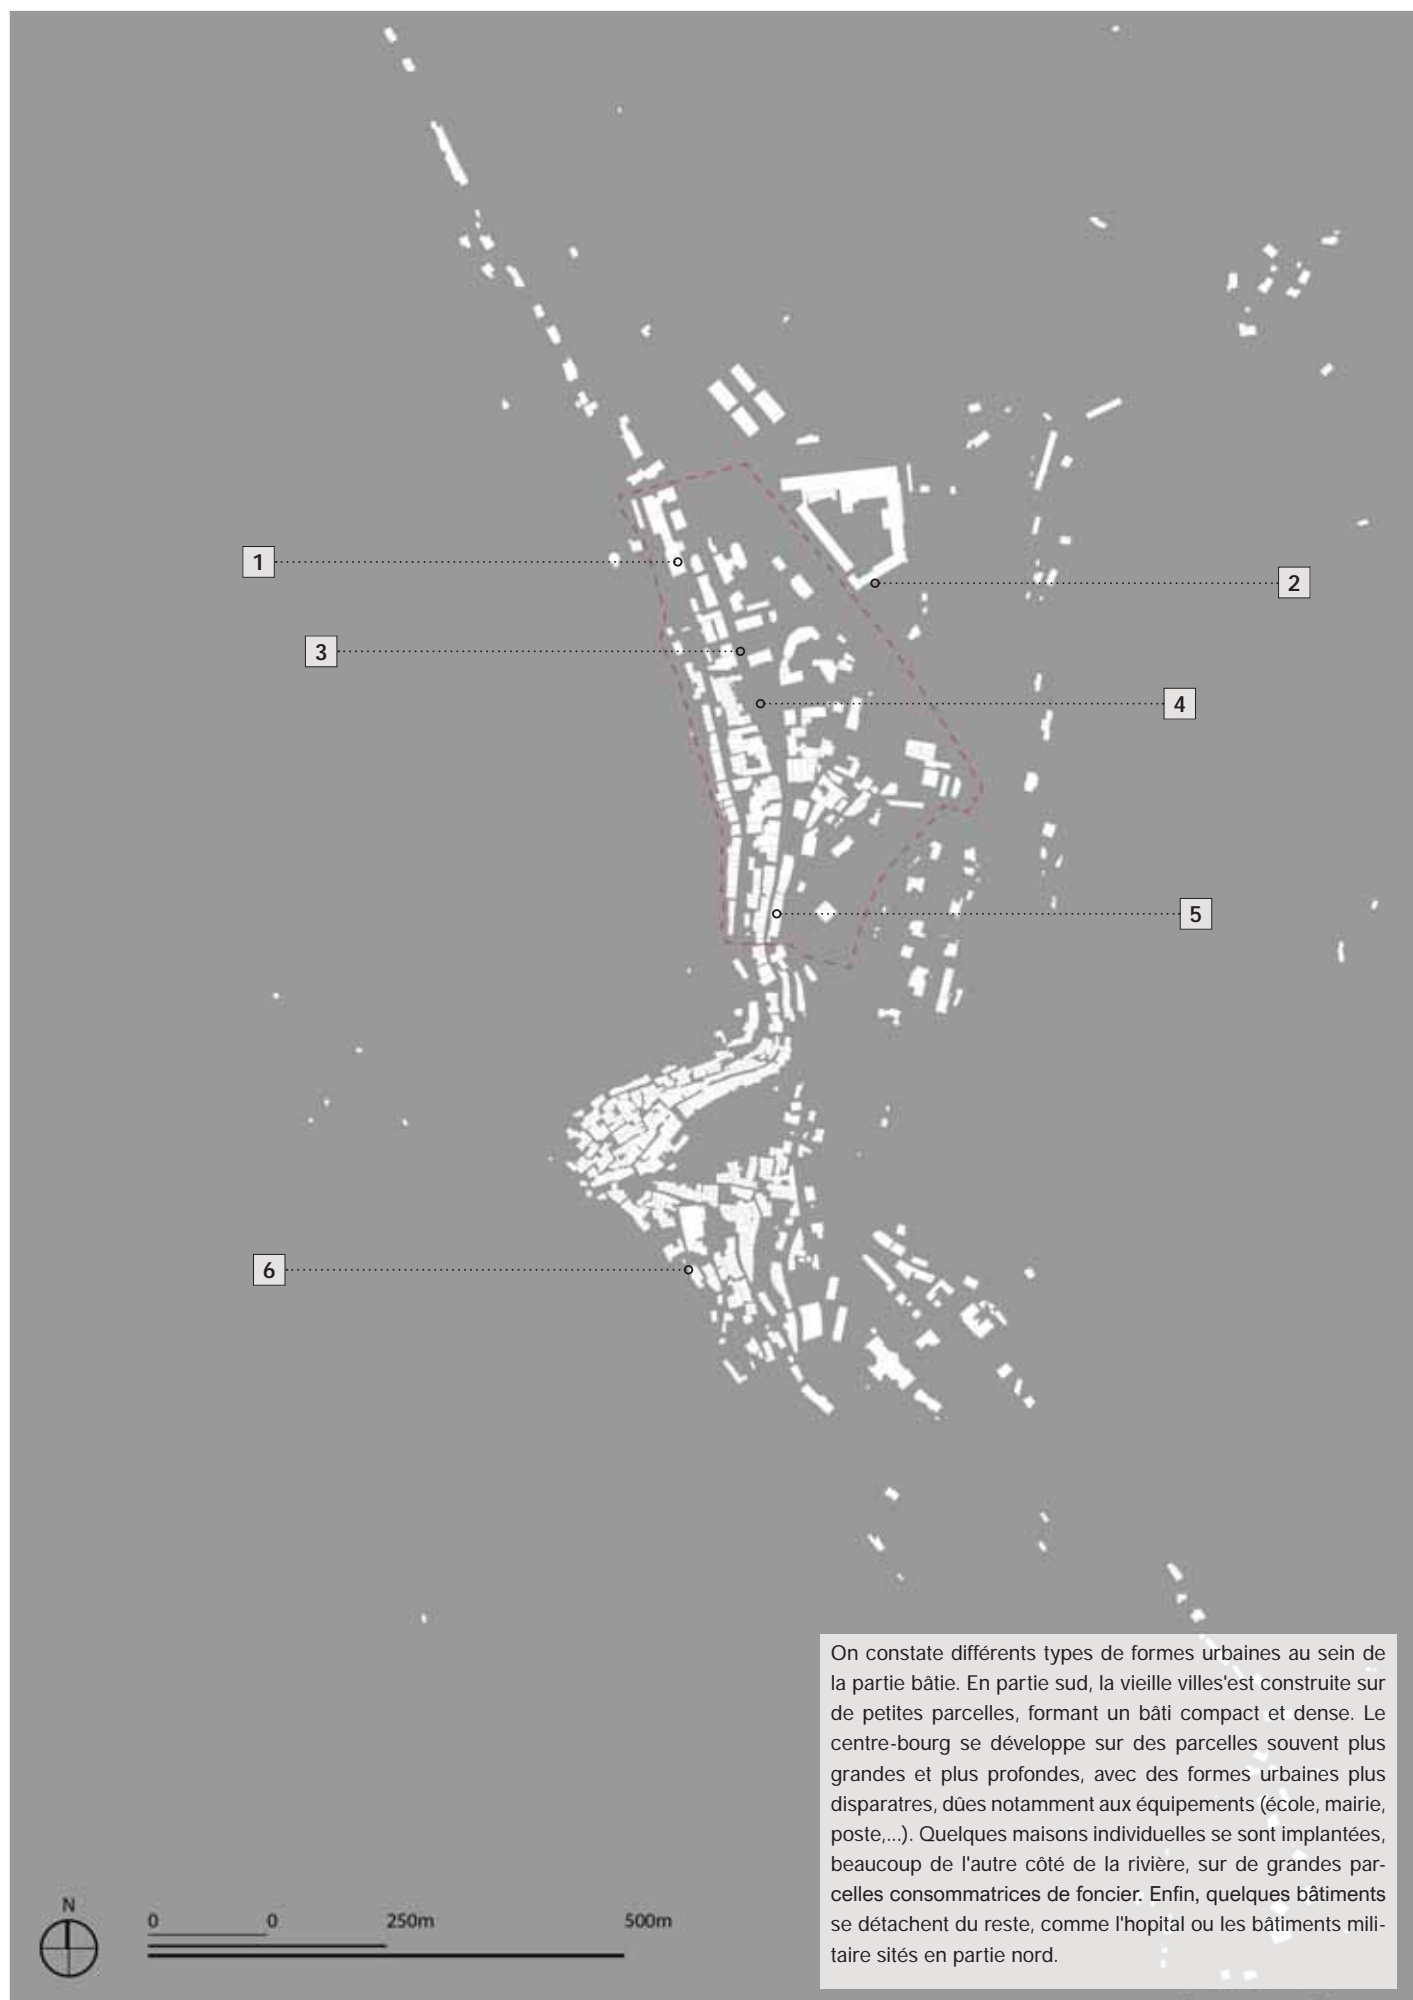 1
2
3
4
5
6
On constate différents types de formes urbaines au sein de
la partie bâtie. En partie sud, la vieille villes'est construite sur
de petites parcelles, formant un bâti compact et dense. Le
centre-bourg se développe sur des parcelles souvent plus
grandes et plus profondes, avec des formes urbaines plus
disparatres, dûes notamment aux équipements (école, mairie,
poste,...). Quelques maisons individuelles se sont implantées,
beaucoup de l'autre côté de la rivière, sur de grandes par-
celles consommatrices de foncier. Enfin, quelques bâtiments
se détachent du reste, comme l'hopital ou les bâtiments mili-
taire sités en partie nord.
N
0 0 250m 500m